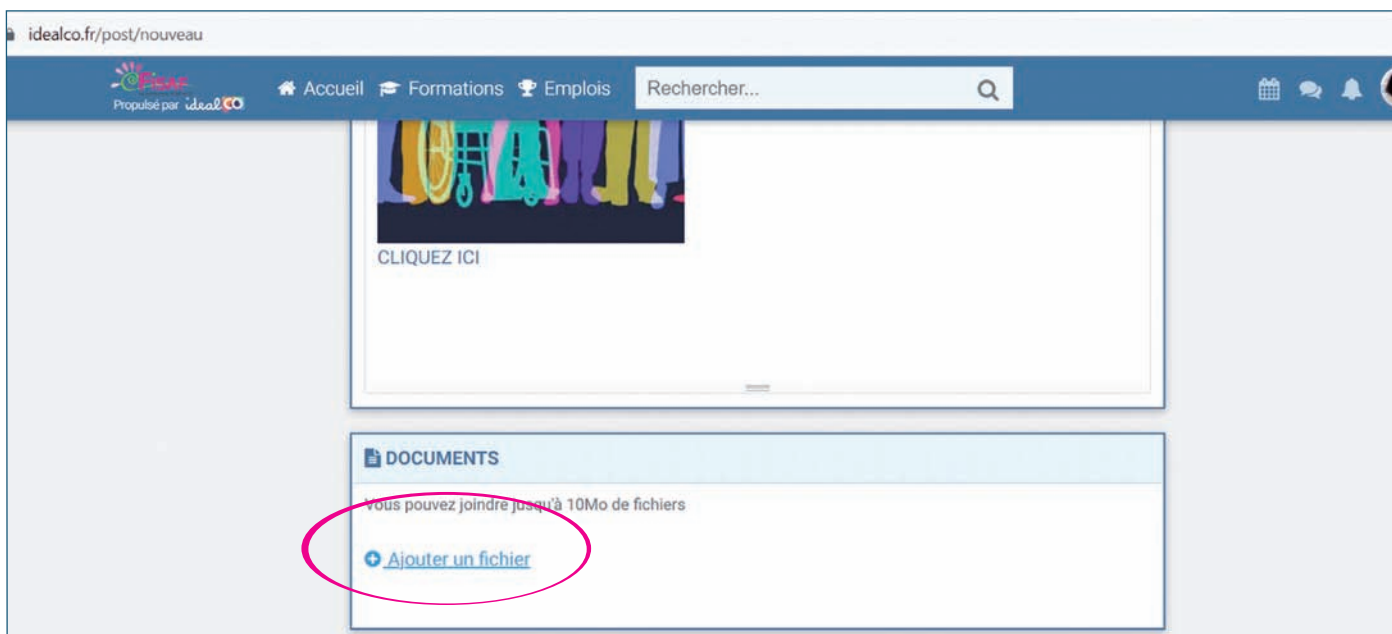 idealco.fr/post/nouveau
FISAF
Propulsé par idealCO
Accueil Formations Emplois Rechercher...
CLIQUEZ ICI
DOCUMENTS
Vous pouvez joindre jusqu'à 10Mo de fichiers
Ajouter un fichier